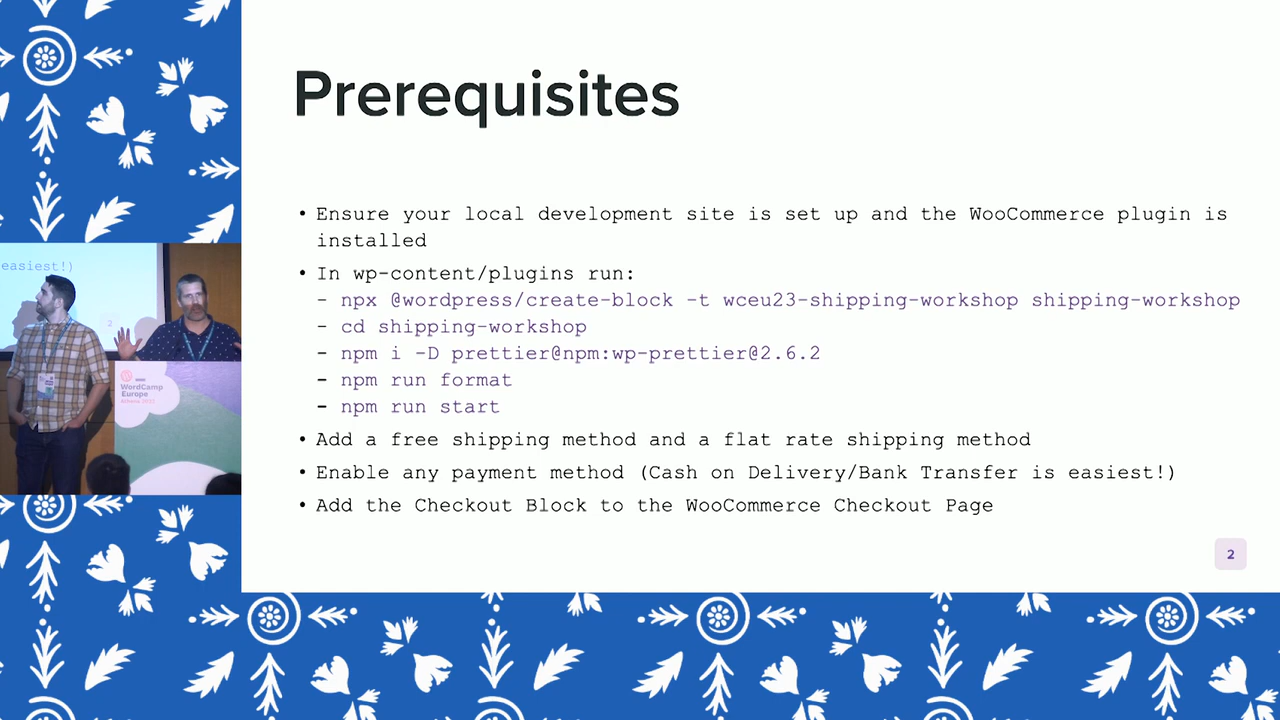 Prerequisites
• Ensure your local development site is set up and the WooCommerce plugin is
installed
• In wp-content/plugins run:
- npx @wordpress/create-block -t wceu23-shipping-workshop shipping-workshop
- cd shipping-workshop
- npm i -D prettier@npm:wp-prettier@2.6.2
- npm run format
- npm run start
• Add a free shipping method and a flat rate shipping method
• Enable any payment method (Cash on Delivery/Bank Transfer is easiest!)
• Add the Checkout Block to the WooCommerce Checkout Page
2
easiest!)
2
WordCamp
Europe